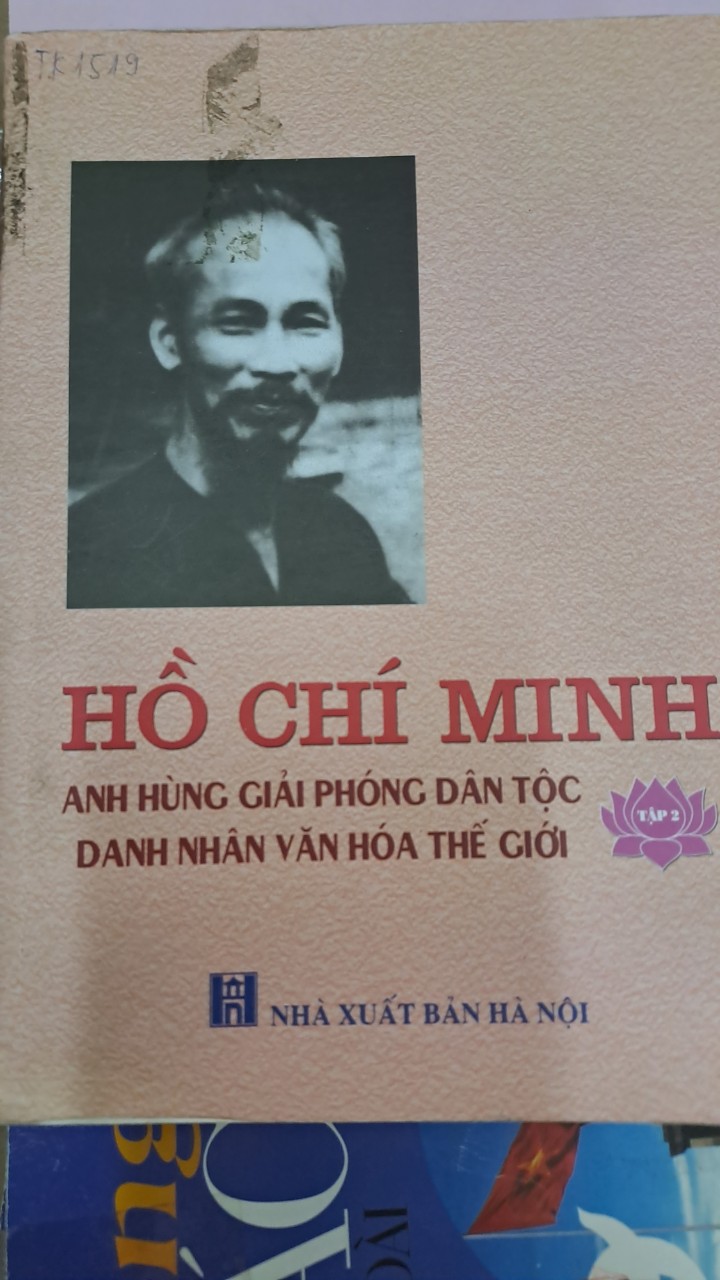 TK1519
HỒ CHÍ MINH
ANH HÙNG GIẢI PHÓNG DÂN TỘC
DANH NHÂN VĂN HÓA THẾ GIỚI
TẬP 2
NHÀ XUẤT BẢN HÀ NỘI
ng